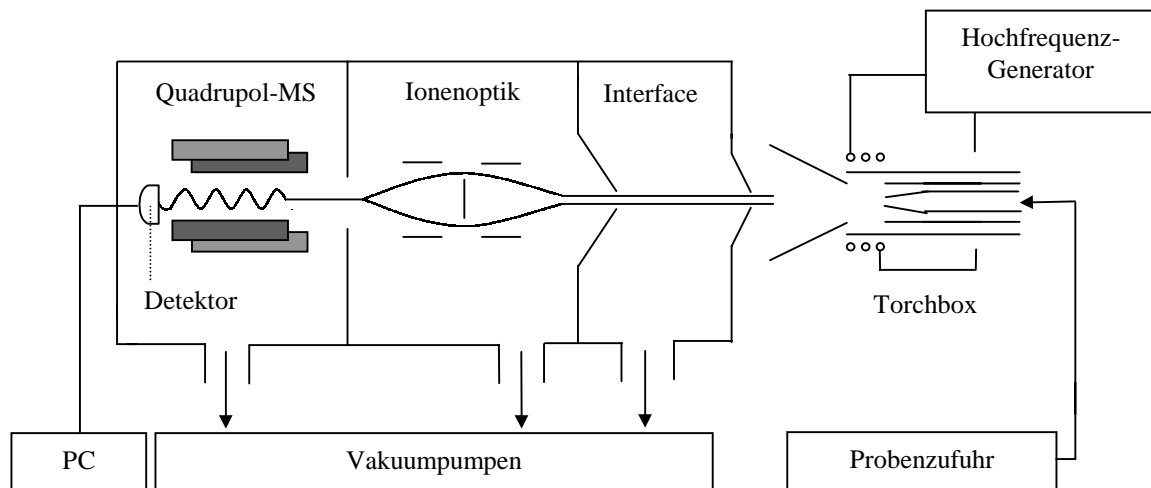 Hochfrequenz-
Generator
Quadrupol-MS
Ionenoptik
Interface
Detektor
Torchbox
PC
Vakuumpumpen
Probenzufuhr